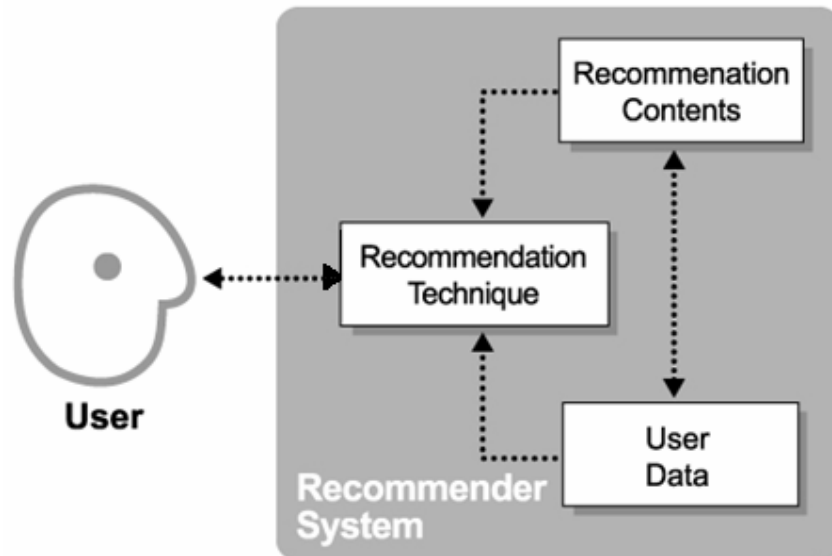 Recommenation
Contents
Recommendation
Technique
User
User
Data
Recommender
System